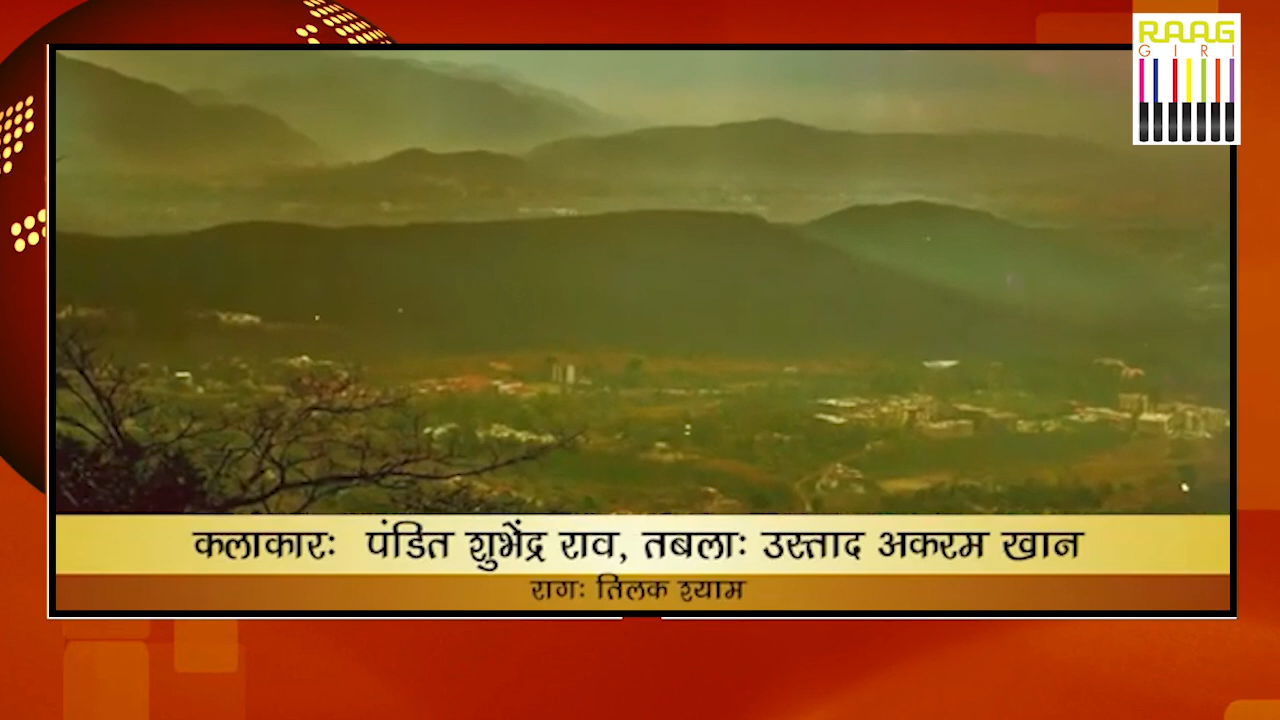 RAAG
GIRI
कलाकारः पंडित शुभेंद्र राव, तबलाः उस्ताद अकरम खान
रागः तिलक श्याम